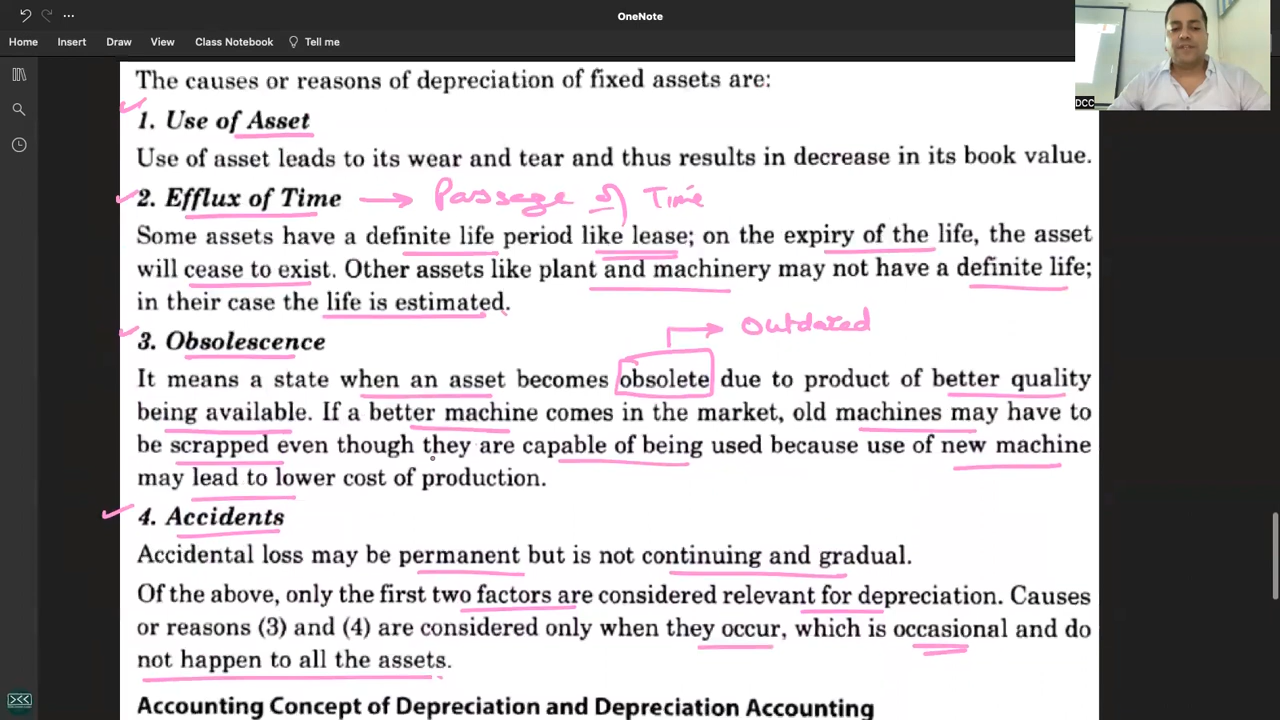 OneNote
Home Insert Draw View Class Notebook Tell me
DCC
The causes or reasons of depreciation of fixed assets are:
1. Use of Asset
Use of asset leads to its wear and tear and thus results in decrease in its book value.
2. Efflux of Time → Passage of Time
Some assets have a definite life period like lease; on the expiry of the life, the asset
will cease to exist. Other assets like plant and machinery may not have a definite life;
in their case the life is estimated.
Outdated
3. Obsolescence
It means a state when an asset becomes obsolete due to product of better quality
being available. If a better machine comes in the market, old machines may have to
be scrapped even though they are capable of being used because use of new machine
may lead to lower cost of production.
4. Accidents
Accidental loss may be permanent but is not continuing and gradual.
Of the above, only the first two factors are considered relevant for depreciation. Causes
or reasons (3) and (4) are considered only when they occur, which is occasional and do
not happen to all the assets.
Accounting Concept of Depreciation and Depreciation Accounting